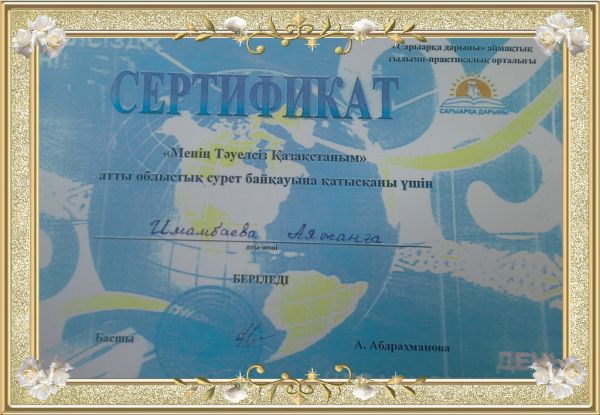 «Сарыарқа дарыны» аймақтық
ғылыми-практикалық орталығы
СЕРТИФИКАТ
САРЫАРҚА ДАРЫНЫ
«Менің Тәуелсіз Қазақстаным»
атты облыстық сурет байқауына қатысқаны үшін
Имамбаева Аяжанға
аты-жөні
БЕРІЛЕДІ
Басшы
А. Абдрахманова